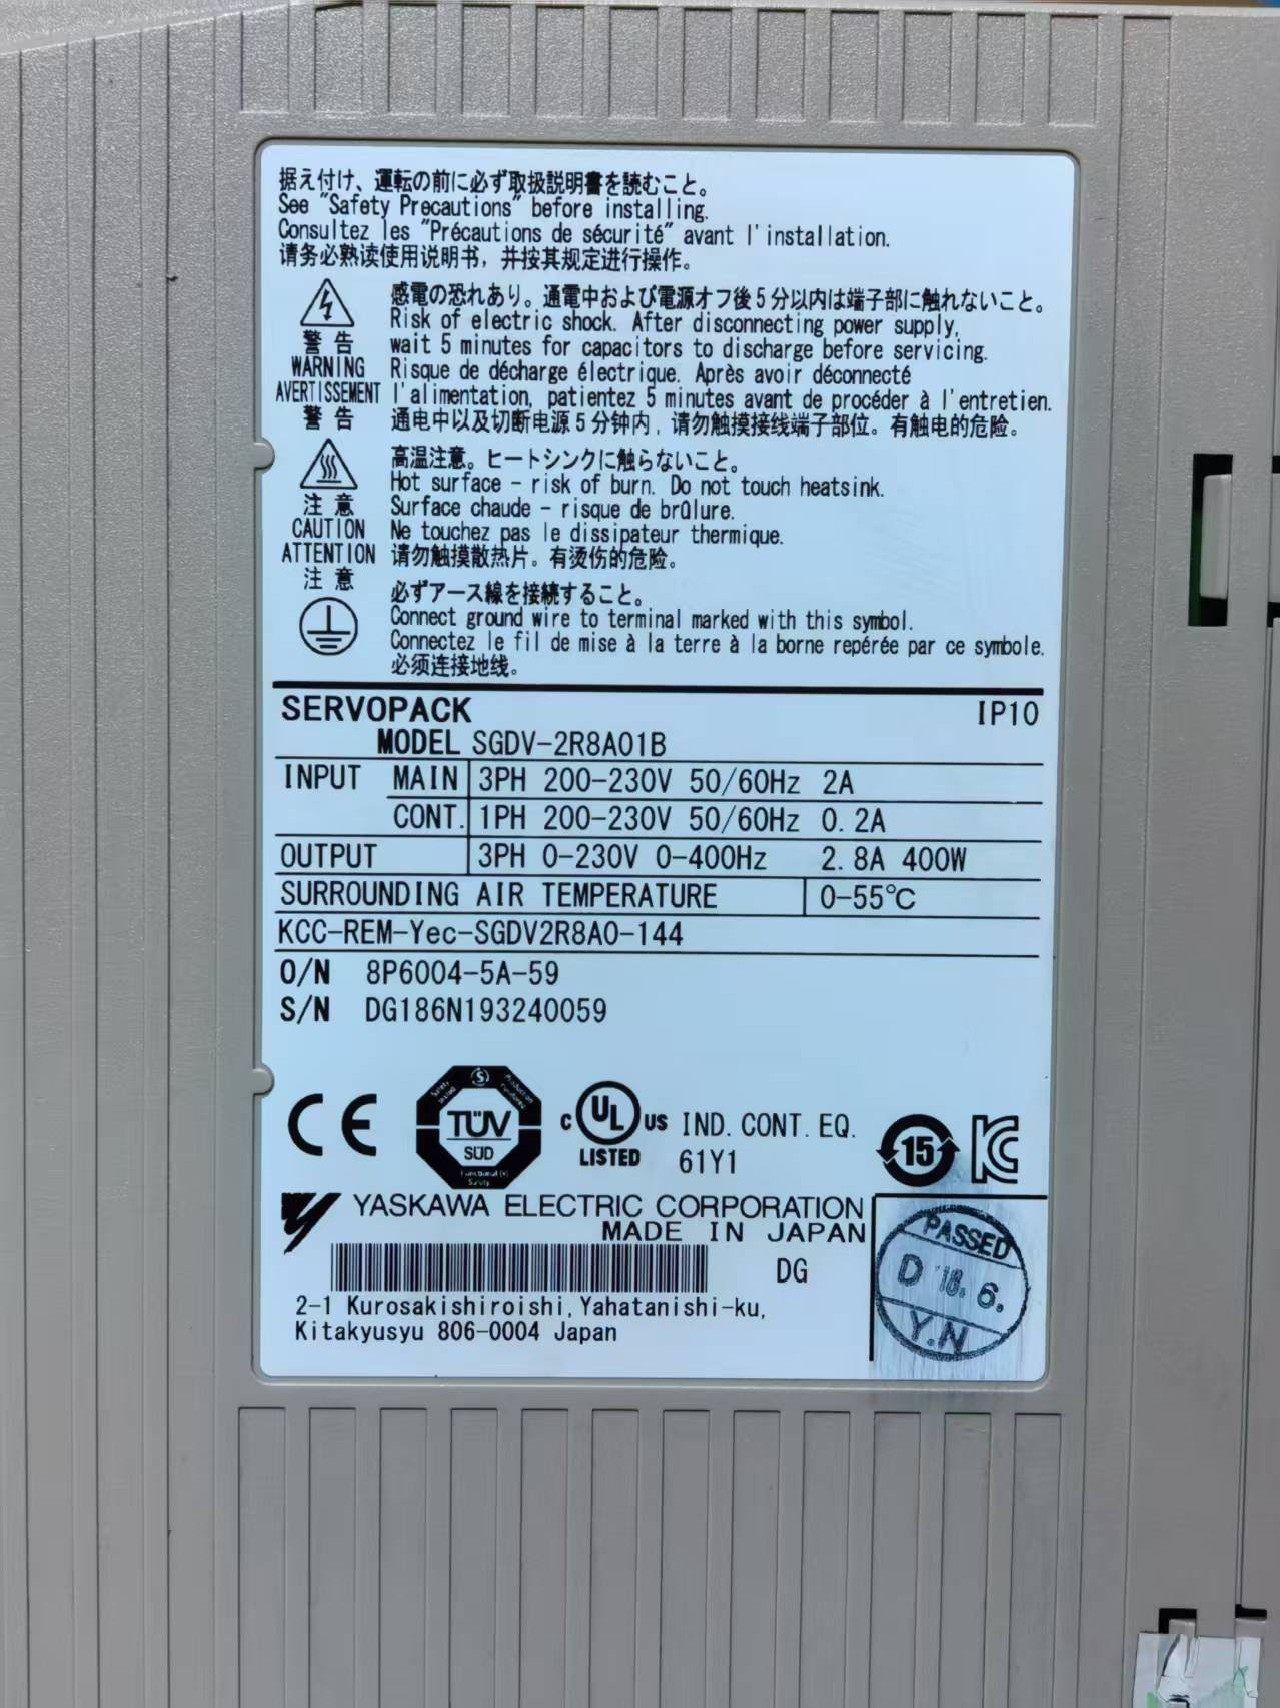 据え付け、運転の前に必ず取扱説明書を読むこと。
See "Safety Precautions" before installing.
Consultez les "Précautions de sécurité" avant l'installation.
请务必熟读使用说明书，并按其规定进行操作。
警告
WARNING
AVERTISSEMENT
警告
感電の恐れあり。通電中および電源オフ後5分以内は端子部に触れないこと。
Risk of electric shock. After disconnecting power supply,
wait 5 minutes for capacitors to discharge before servicing.
Risque de décharge électrique. Après avoir déconnecté
l'alimentation, patientez 5 minutes avant de procéder à l'entretien.
通电中以及切断电源5分钟内，请勿触摸接线端子部位。有触电的危险。
注意
CAUTION
ATTENTION
注意
高温注意。ヒートシンクに触らないこと。
Hot surface - risk of burn. Do not touch heatsink.
Surface chaude - risque de brûlure.
Ne touchez pas le dissipateur thermique.
请勿触摸散热片。有烫伤的危险。
必ずアース線を接続すること。
Connect ground wire to terminal marked with this symbol.
Connectez le fil de mise à la terre à la borne repérée par ce symbole.
必须连接地线。
SERVOPACK IP10
MODEL SGDV-2R8A01B
INPUT MAIN 3PH 200-230V 50/60Hz 2A
CONT. 1PH 200-230V 50/60Hz 0.2A
OUTPUT 3PH 0-230V 0-400Hz 2.8A 400W
SURROUNDING AIR TEMPERATURE 0-55℃
KCC-REM-Yec-SGDV2R8A0-144
O/N 8P6004-5A-59
S/N DG186N193240059
CE
TÜV
SÜD
Functional
Safety
c UL us
LISTED
IND. CONT. EQ.
61Y1
15
KC
YASKAWA ELECTRIC CORPORATION
MADE IN JAPAN
DG
2-1 Kurosakishiroishi, Yahatanishi-ku,
Kitakyusyu 806-0004 Japan
PASSED
D '18. 6.
Y.N